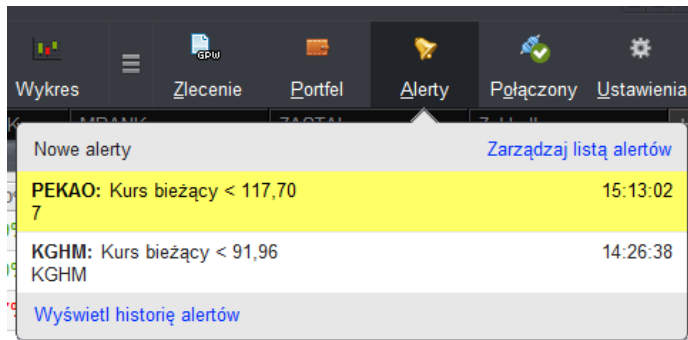 GPW
Wykres Zlecenie Portfel Alerty Połączony Ustawienia
Nowe alerty Zarządzaj listą alertów
PEKAO: Kurs bieżący < 117,70 15:13:02
7
KGHM: Kurs bieżący < 91,96 14:26:38
KGHM
Wyświetl historię alertów